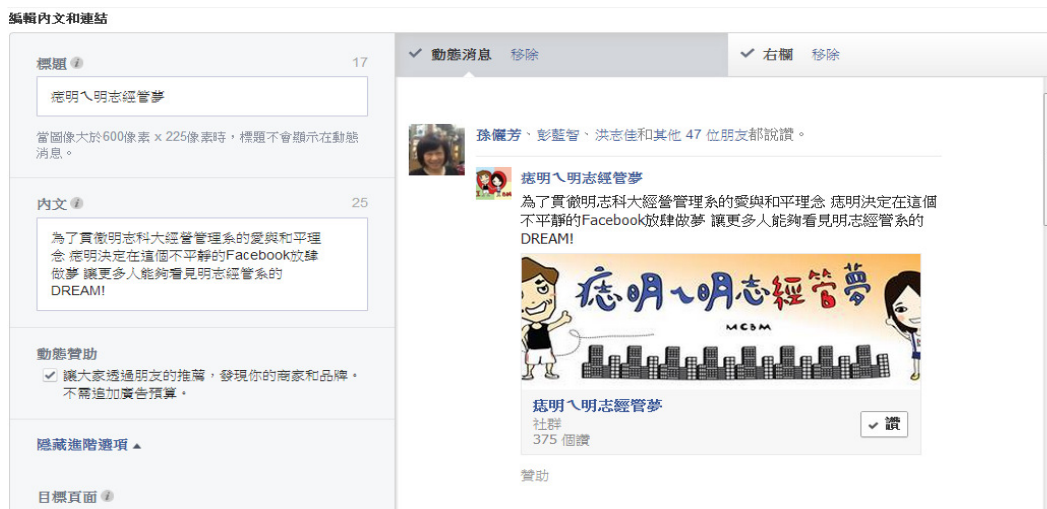 編輯內文和連結
標題
17
痣明ㄟ明志經管夢
當圖像大於600像素 x 225像素時，標題不會顯示在動態
消息。
內文
25
為了貫徹明志科大經營管理系的愛與和平理
念 痣明決定在這個不平靜的Facebook放肆
做夢 讓更多人能夠看見明志經管系的
DREAM!
動態贊助
讓大家透過朋友的推薦，發現你的商家和品牌。
不需追加廣告預算。
隱藏進階選項
目標頁面
動態消息 移除
右欄 移除
孫儷芳、彭藍智、洪志佳和其他 47 位朋友都說讚。
痣明ㄟ明志經管夢
為了貫徹明志科大經營管理系的愛與和平理念 痣明決定在這個
不平靜的Facebook放肆做夢 讓更多人能夠看見明志經管系的
DREAM!
痣明ㄟ明志經管夢
MCBM
痣明ㄟ明志經管夢
社群
375 個讚
讚
贊助